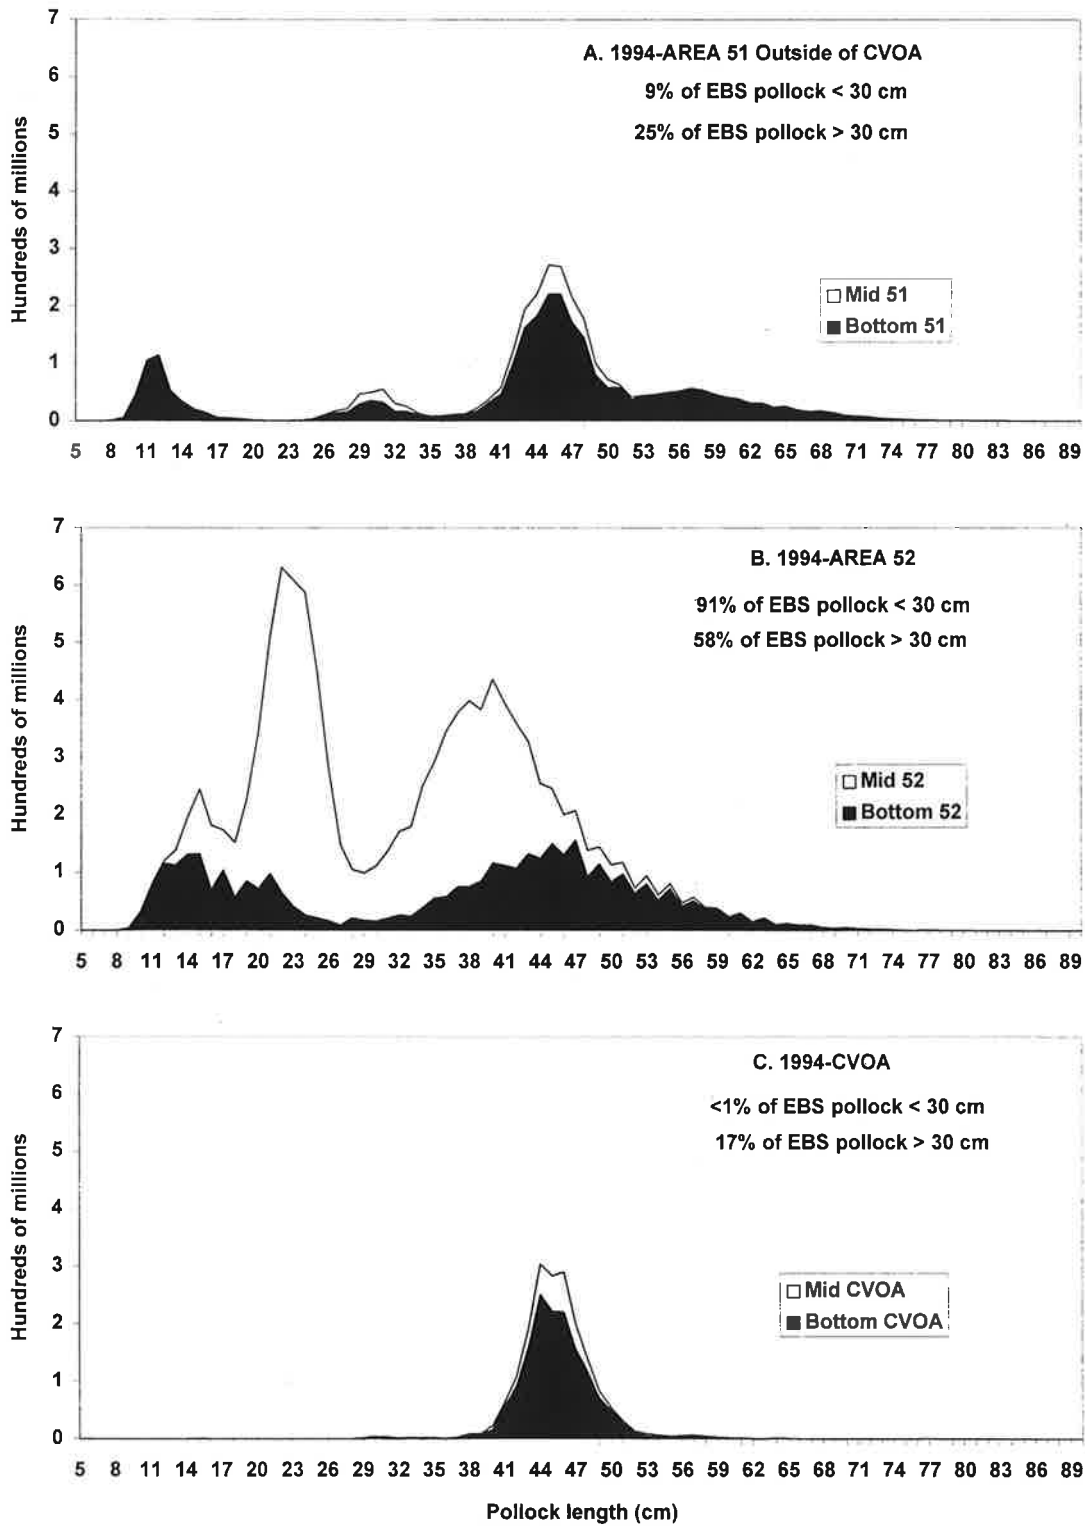 A. 1994-AREA 51 Outside of CVOA
9% of EBS pollock < 30 cm
25% of EBS pollock > 30 cm
Hundreds of millions
7
6
5
4
3
2
1
0
Mid 51
Bottom 51
5 8 11 14 17 20 23 26 29 32 35 38 41 44 47 50 53 56 59 62 65 68 71 74 77 80 83 86 89
B. 1994-AREA 52
91% of EBS pollock < 30 cm
58% of EBS pollock > 30 cm
Hundreds of millions
7
6
5
4
3
2
1
0
Mid 52
Bottom 52
5 8 11 14 17 20 23 26 29 32 35 38 41 44 47 50 53 56 59 62 65 68 71 74 77 80 83 86 89
C. 1994-CVOA
<1% of EBS pollock < 30 cm
17% of EBS pollock > 30 cm
Hundreds of millions
7
6
5
4
3
2
1
0
Mid CVOA
Bottom CVOA
5 8 11 14 17 20 23 26 29 32 35 38 41 44 47 50 53 56 59 62 65 68 71 74 77 80 83 86 89
Pollock length (cm)